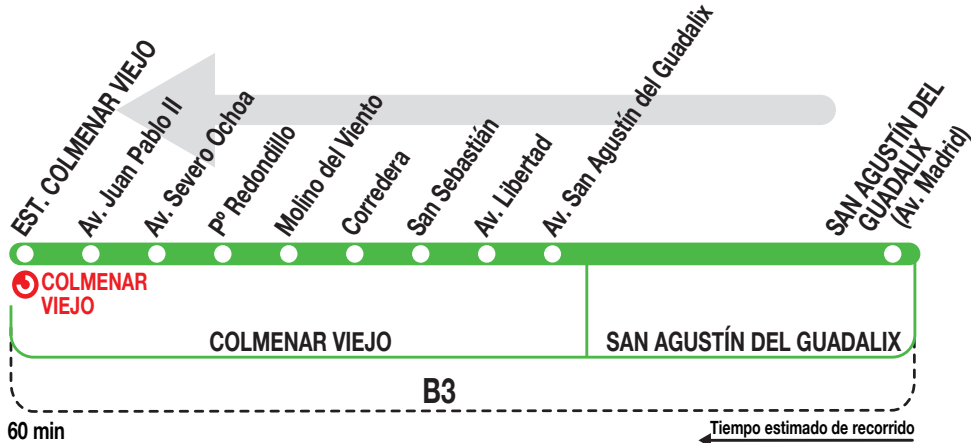 EST. COLMENAR VIEJO
Av. Juan Pablo II
Av. Severo Ochoa
Pº Redondillo
Molino del Viento
Corredera
San Sebastián
Av. Libertad
Av. San Agustín del Guadalix
SAN AGUSTÍN DEL
GUADALIX
(Av. Madrid)
COLMENAR
VIEJO
COLMENAR VIEJO
SAN AGUSTÍN DEL GUADALIX
B3
60 min
Tiempo estimado de recorrido